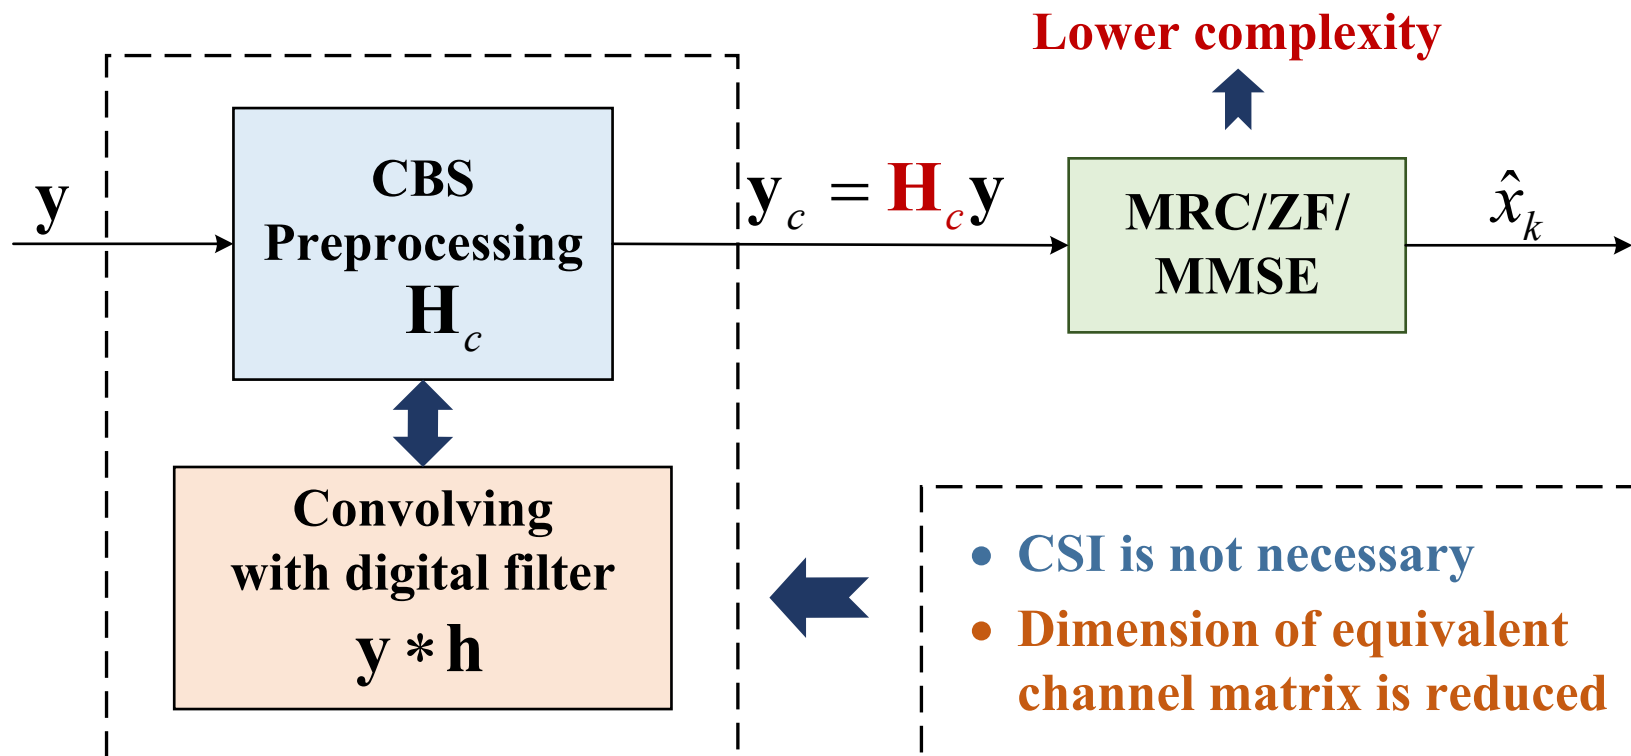 Lower complexity
y
CBS
Preprocessing
H_c
y_c = H_c y
MRC/ZF/
MMSE
x̂_k
Convolving
with digital filter
y * h
• CSI is not necessary
• Dimension of equivalent
channel matrix is reduced